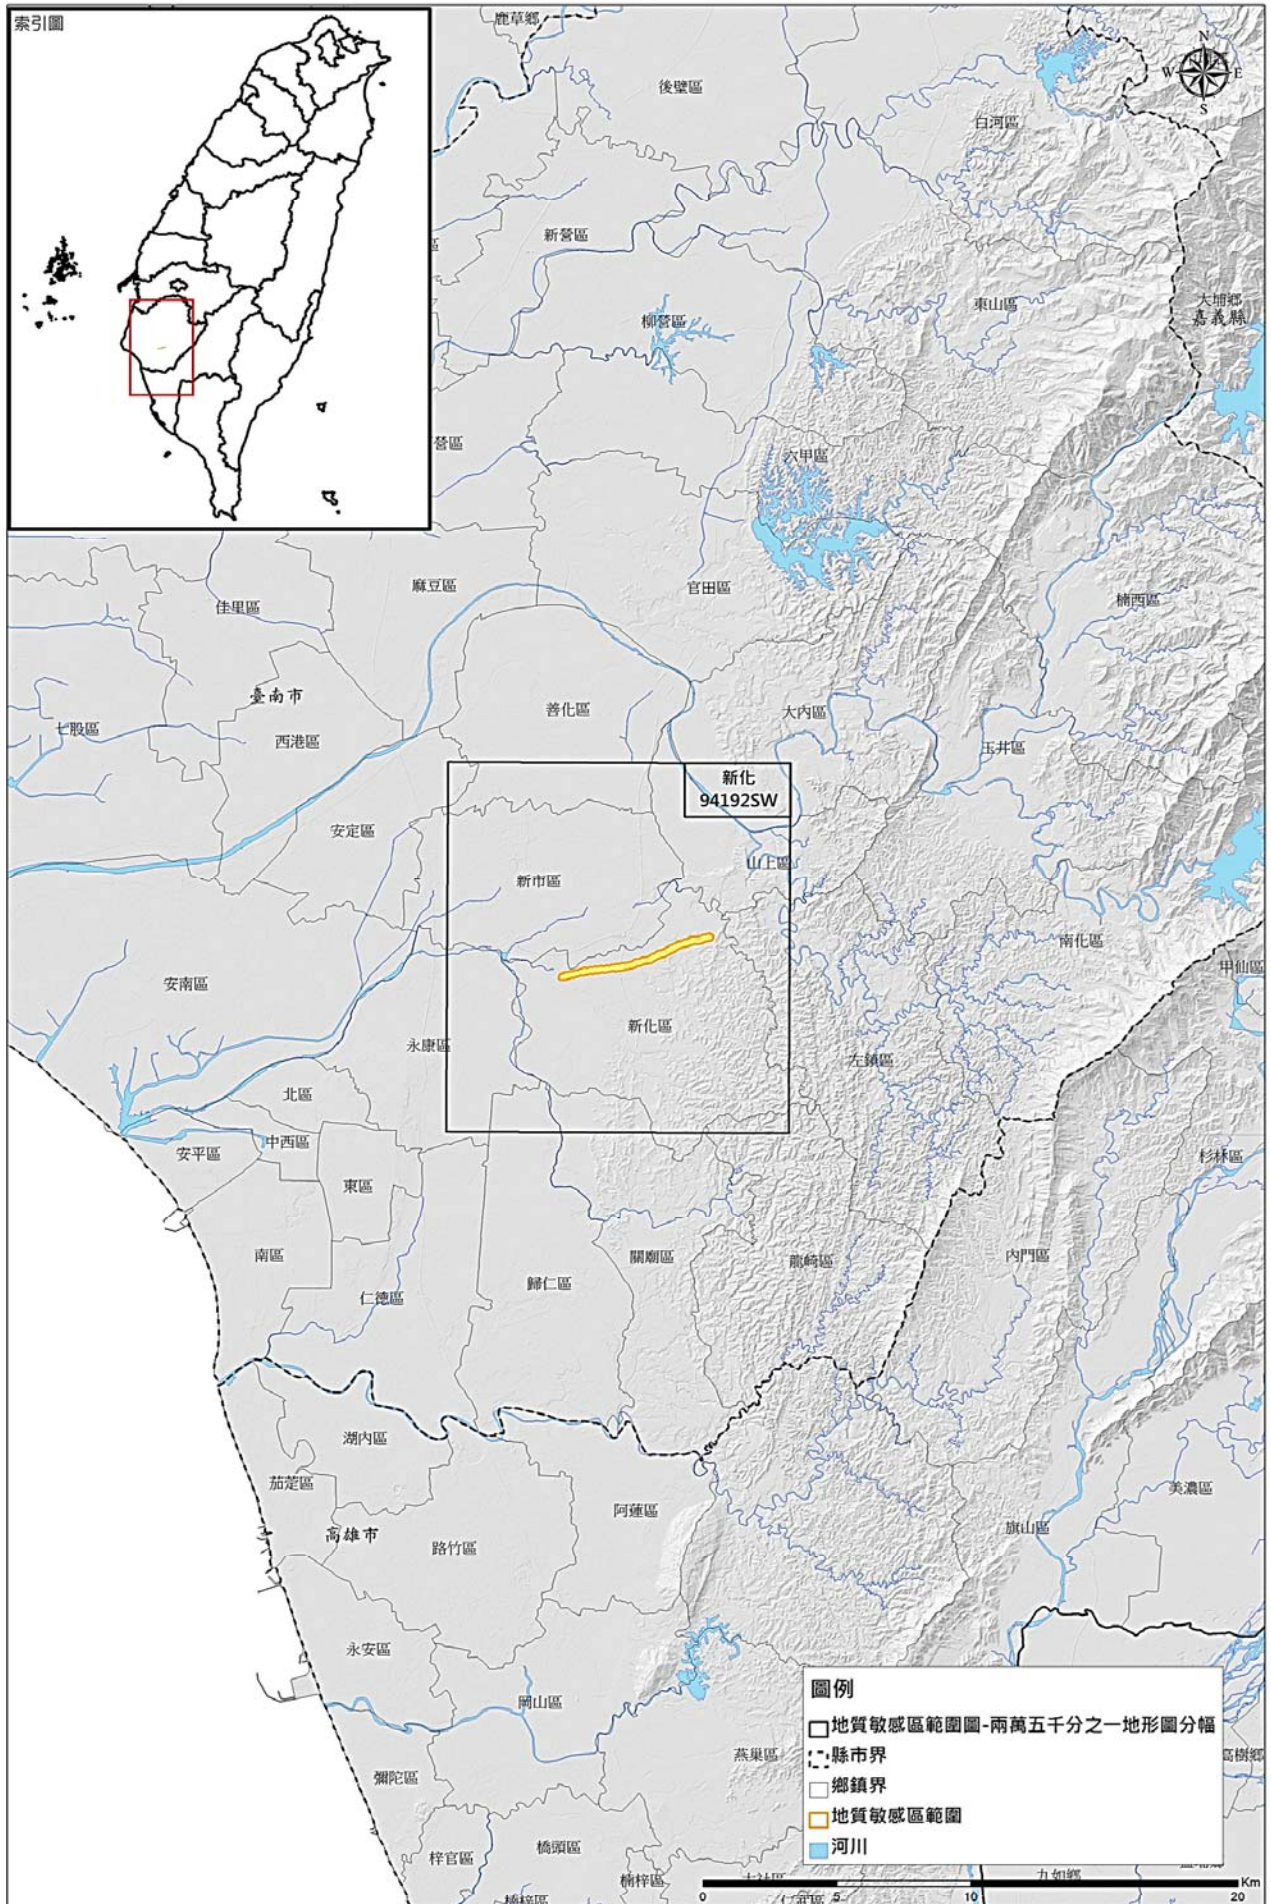 索引圖
鹿草鄉
後壁區
N
W
E
S
白河區
新營區
區
東山區
大埔鄉
嘉義縣
柳營區
營區
六甲區
麻豆區
官田區
佳里區
楠西區
臺南市
善化區
大內區
七股區
西港區
玉井區
新化
94192SW
安定區
山上區
新市區
南化區
甲仙區
安南區
新化區
永康區
左鎮區
北區
中西區
安平區
杉林區
東區
南區
關廟區
龍崎區
內門區
歸仁區
仁德區
湖內區
茄萣區
美濃區
阿蓮區
高雄市
旗山區
路竹區
永安區
岡山區
燕巢區
高樹鄉
彌陀區
橋頭區
梓官區
楠梓區
九如鄉
圖例
地質敏感區範圍圖-兩萬五千分之一地形圖分幅
縣市界
鄉鎮界
地質敏感區範圍
河川
Km
0
5
10
20